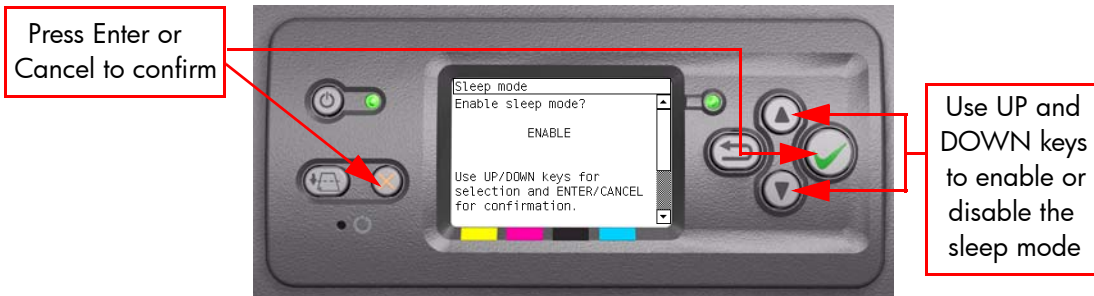 Press Enter or
Cancel to confirm
Sleep mode
Enable sleep mode?
ENABLE
Use UP/DOWN keys for
selection and ENTER/CANCEL
for confirmation.
Use UP and
DOWN keys
to enable or
disable the
sleep mode